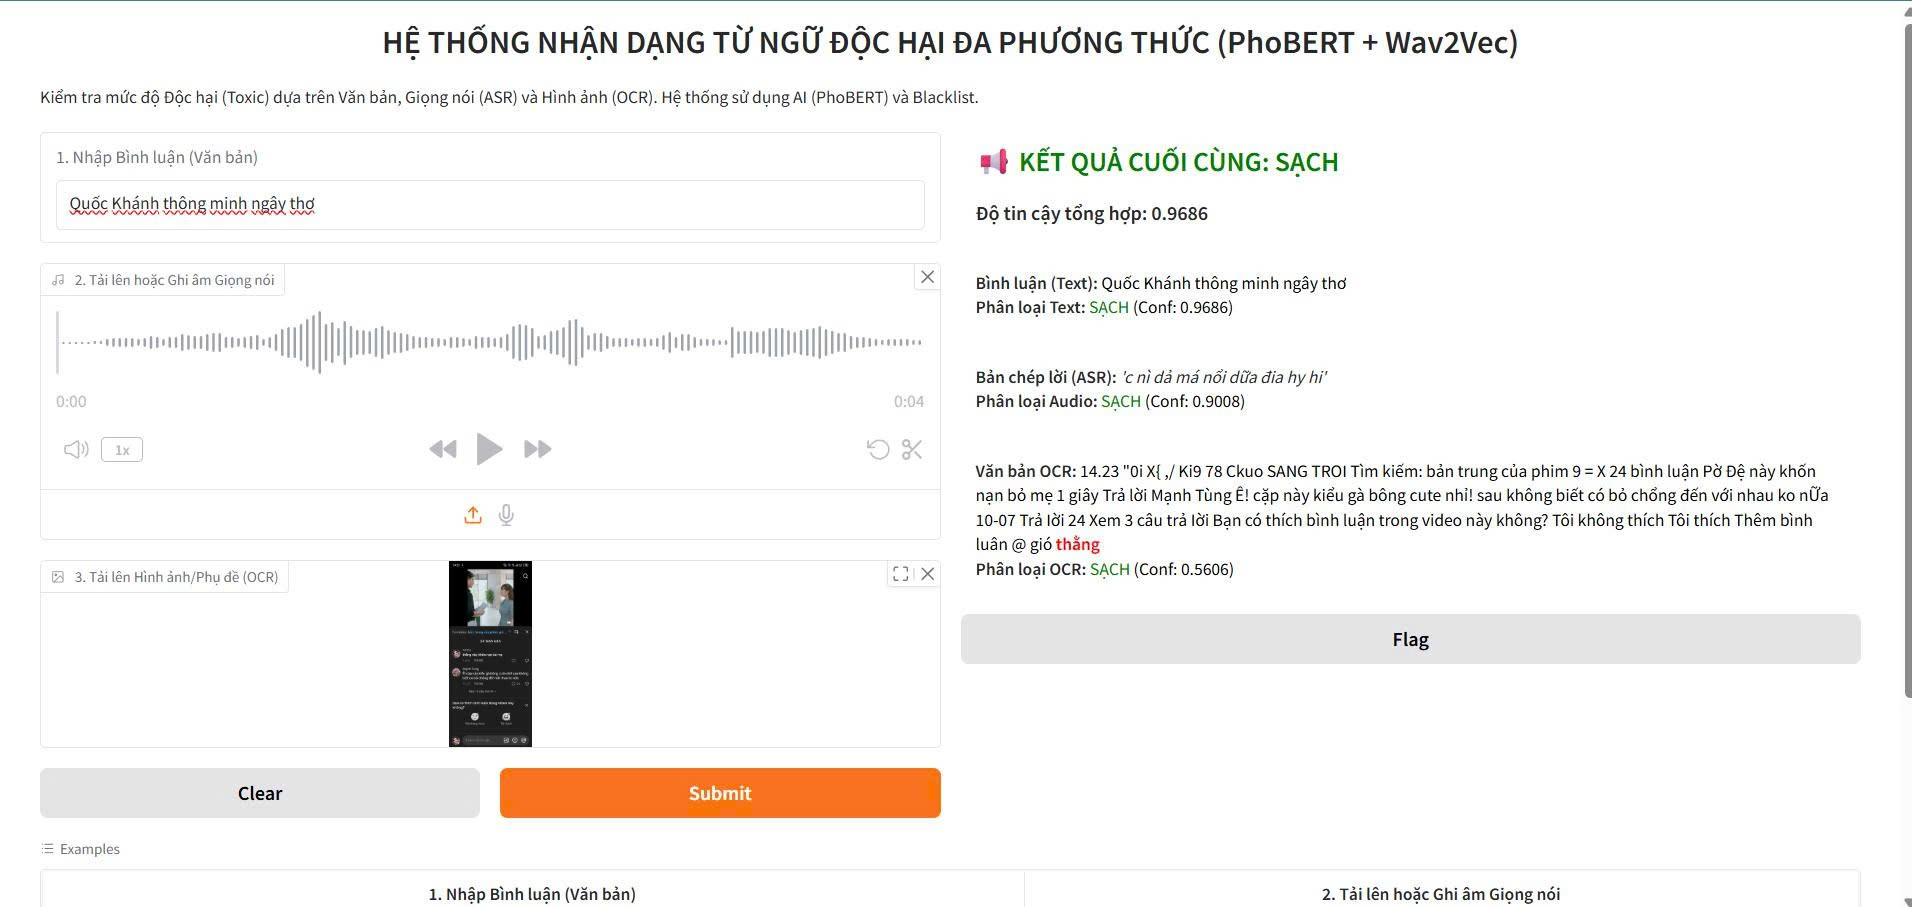 HỆ THỐNG NHẬN DẠNG TỪ NGỮ ĐỘC HẠI ĐA PHƯƠNG THỨC (PhoBERT + Wav2Vec)
Kiểm tra mức độ Độc hại (Toxic) dựa trên Văn bản, Giọng nói (ASR) và Hình ảnh (OCR). Hệ thống sử dụng AI (PhoBERT) và Blacklist.
1. Nhập Bình luận (Văn bản)
Quốc Khánh thông minh ngây thơ
2. Tải lên hoặc Ghi âm Giọng nói
0:00
0:04
1x
3. Tải lên Hình ảnh/Phụ đề (OCR)
Clear
Submit
KẾT QUẢ CUỐI CÙNG: SẠCH
Độ tin cậy tổng hợp: 0.9686
Bình luận (Text): Quốc Khánh thông minh ngây thơ
Phân loại Text: SẠCH (Conf: 0.9686)
Bản chép lời (ASR): 'c nì dả má nổi dữa đia hy hi'
Phân loại Audio: SẠCH (Conf: 0.9008)
Văn bản OCR: 14.23 "0i X{ ,/ Ki9 78 Ckuo SANG TROI Tìm kiếm: bản trung của phim 9 = X 24 bình luận Pờ Đệ này khốn
nạn bỏ mẹ 1 giây Trả lời Mạnh Tùng Ê! cặp này kiểu gà bông cute nhỉ! sau không biết có bỏ chổng đến với nhau ko nỮa
10-07 Trả lời 24 Xem 3 câu trả lời Bạn có thích bình luận trong video này không? Tôi không thích Tôi thích Thêm bình
luân @ gió thằng
Phân loại OCR: SẠCH (Conf: 0.5606)
Flag
Examples
1. Nhập Bình luận (Văn bản)
2. Tải lên hoặc Ghi âm Giọng nói